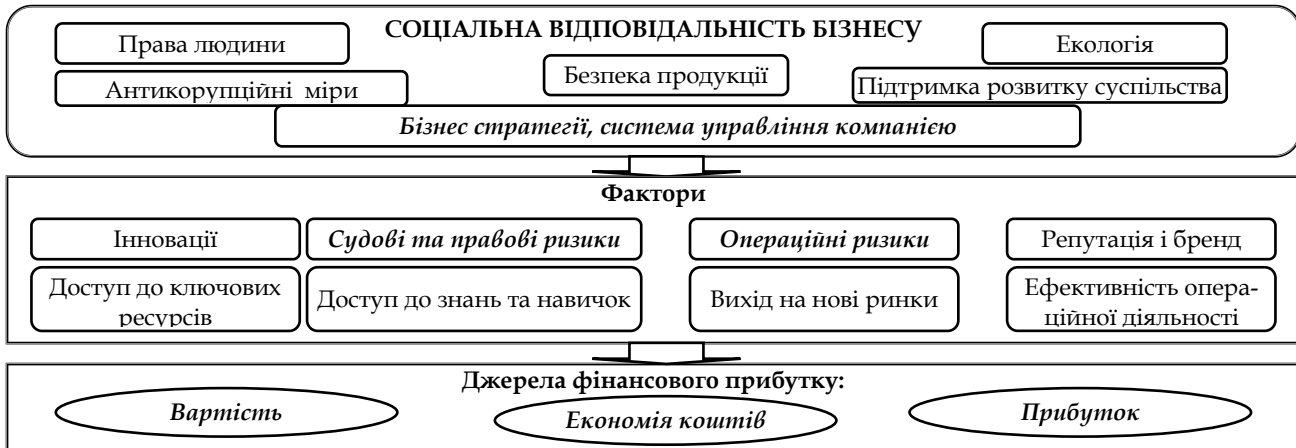 СОЦІАЛЬНА ВІДПОВІДАЛЬНІСТЬ БІЗНЕСУ
Права людини
Екологія
Безпека продукції
Антикорупційні міри
Підтримка розвитку суспільства
Бізнес стратегії, система управління компанією
Фактори
Інновації
Судові та правові ризики
Операційні ризики
Репутація і бренд
Доступ до ключових
ресурсів
Доступ до знань та навичок
Вихід на нові ринки
Ефективність опера-
ційної діяльності
Джерела фінансового прибутку:
Вартість
Економія коштів
Прибуток